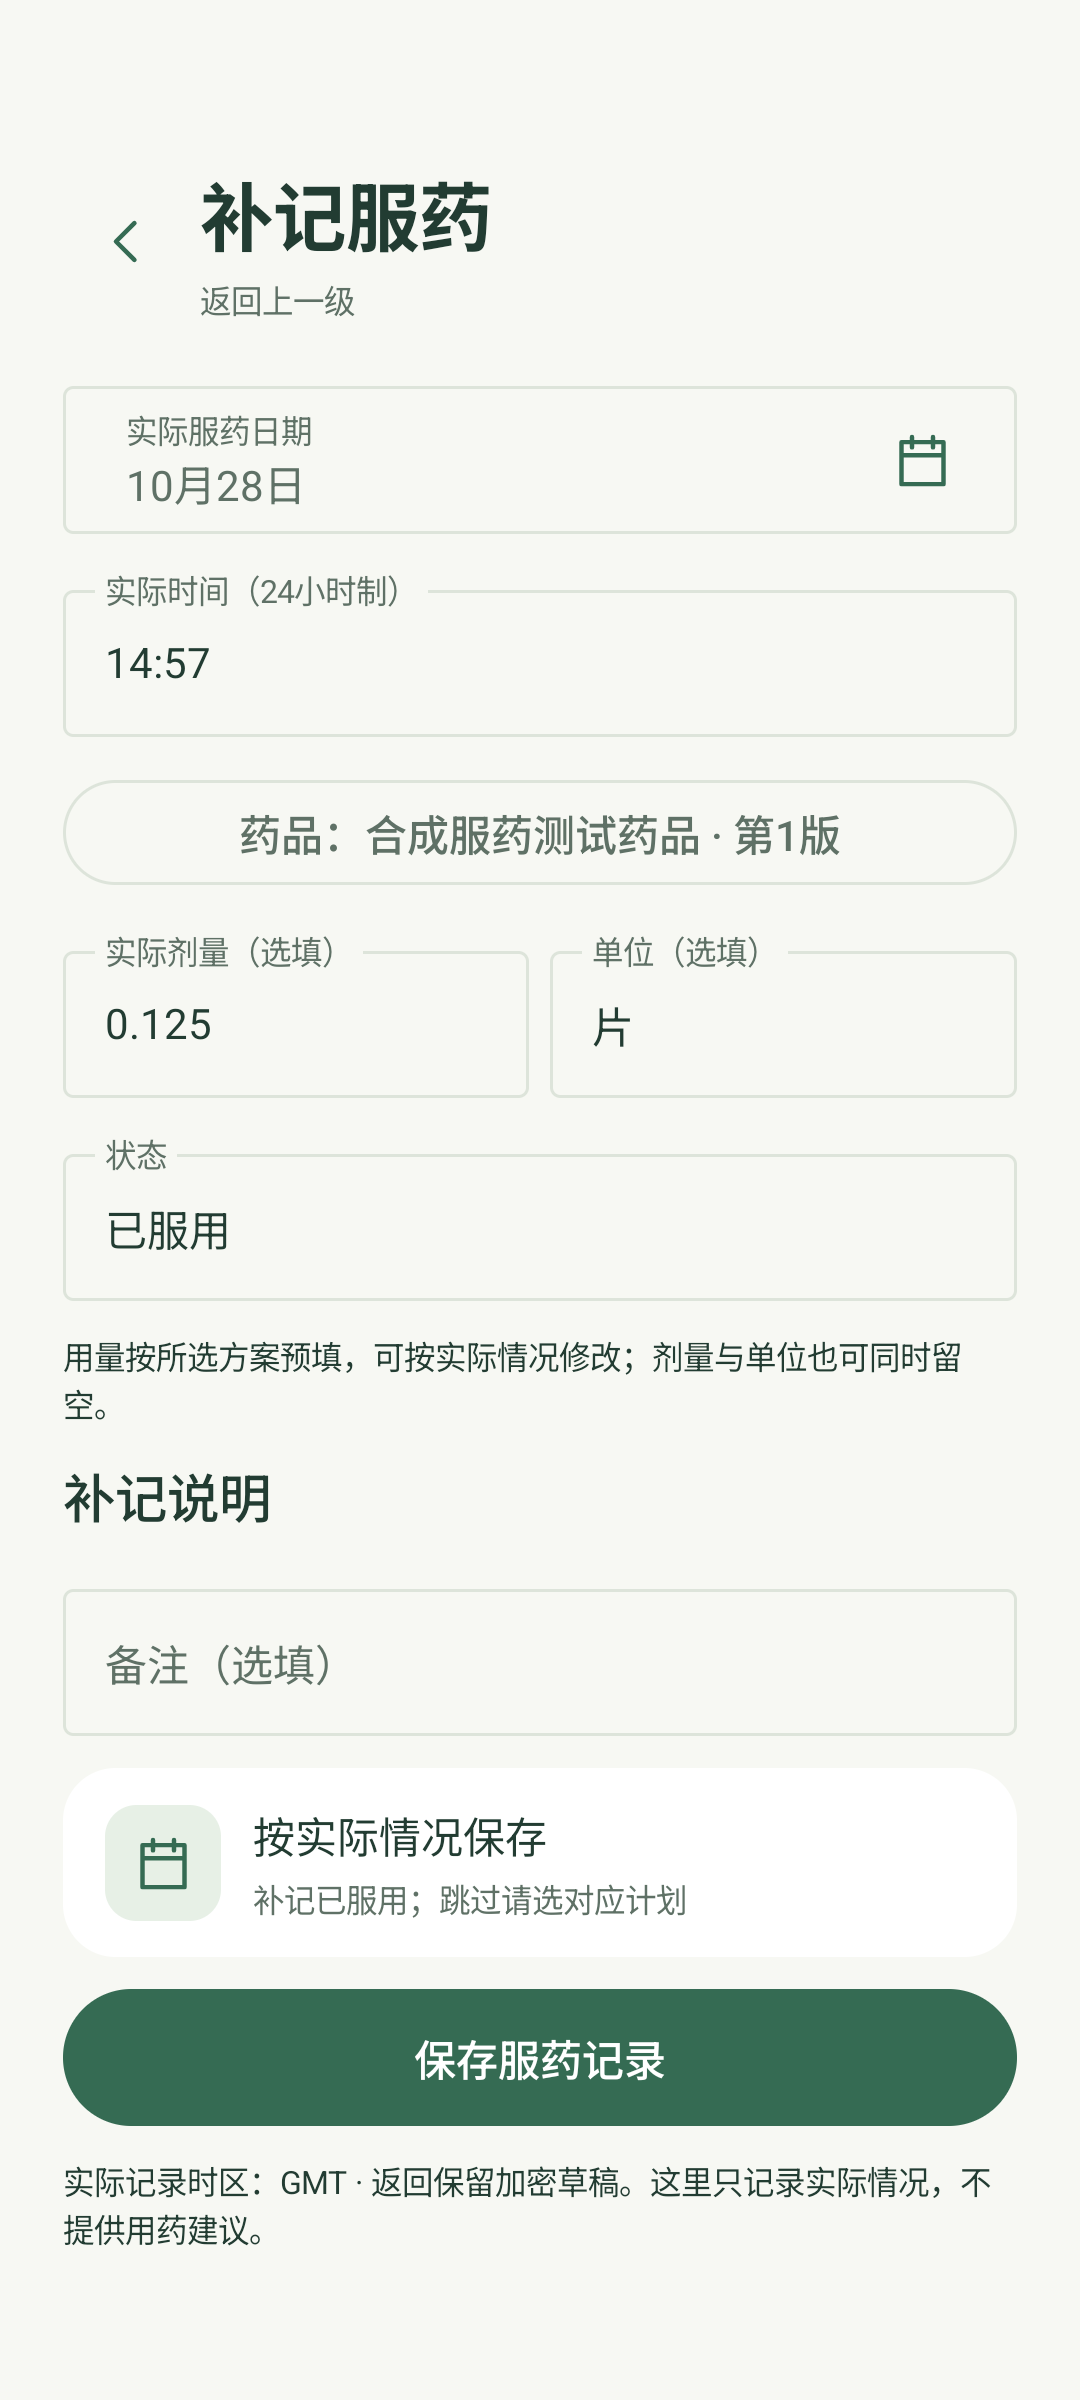 补记服药
返回上一级
实际服药日期
10月28日
实际时间（24小时制）
14:57
药品：合成服药测试药品 · 第1版
实际剂量（选填）
0.125
单位（选填）
片
状态
已服用
用量按所选方案预填，可按实际情况修改；剂量与单位也可同时留
空。
补记说明
备注（选填）
按实际情况保存
补记已服用；跳过请选对应计划
保存服药记录
实际记录时区：GMT · 返回保留加密草稿。这里只记录实际情况，不
提供用药建议。